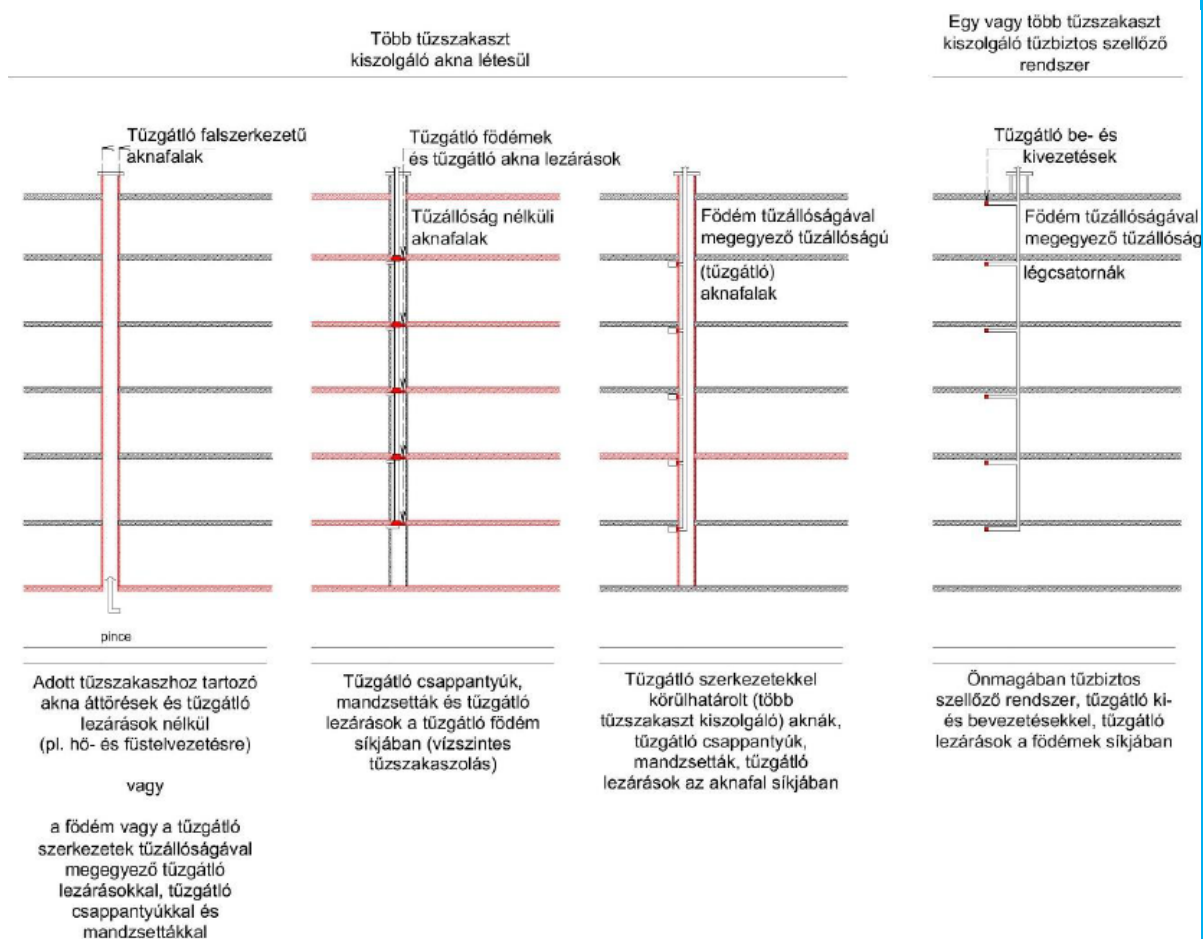 Több tűzszakaszt
kiszolgáló akna létesül
Egy vagy több tűzszakaszt
kiszolgáló tűzbiztos szellőző
rendszer
Tűzgátló falszerkezetű
aknafalak
Tűzgátló födémek
és tűzgátló akna lezárások
Tűzállóság nélküli
aknafalak
Födém tűzállóságával
megegyező tűzállóságú
(tűzgátló)
aknafalak
Tűzgátló be- és
kivezetések
Födém tűzállóságával
megegyező tűzállóság
légcsatornák
pince
Adott tűzszakaszhoz tartozó
akna áttörések és tűzgátló
lezárások nélkül
(pl. hő- és füstelvezetésre)
vagy
a födém vagy a tűzgátló
szerkezetek tűzállóságával
megegyező tűzgátló
lezárásokkal, tűzgátló
csappantyúkkal és
mandzsettákkal
Tűzgátló csappantyúk,
mandzsetták és tűzgátló
lezárások a tűzgátló födém
síkjában (vízszintes
tűzszakaszolás)
Tűzgátló szerkezetekkel
körülhatárolt (több
tűzszakaszt kiszolgáló) aknák,
tűzgátló csappantyúk,
mandzsetták, tűzgátló
lezárások az aknafal síkjában
Önmagában tűzbiztos
szellőző rendszer, tűzgátló ki-
és bevezetésekkel, tűzgátló
lezárások a födémek síkjában